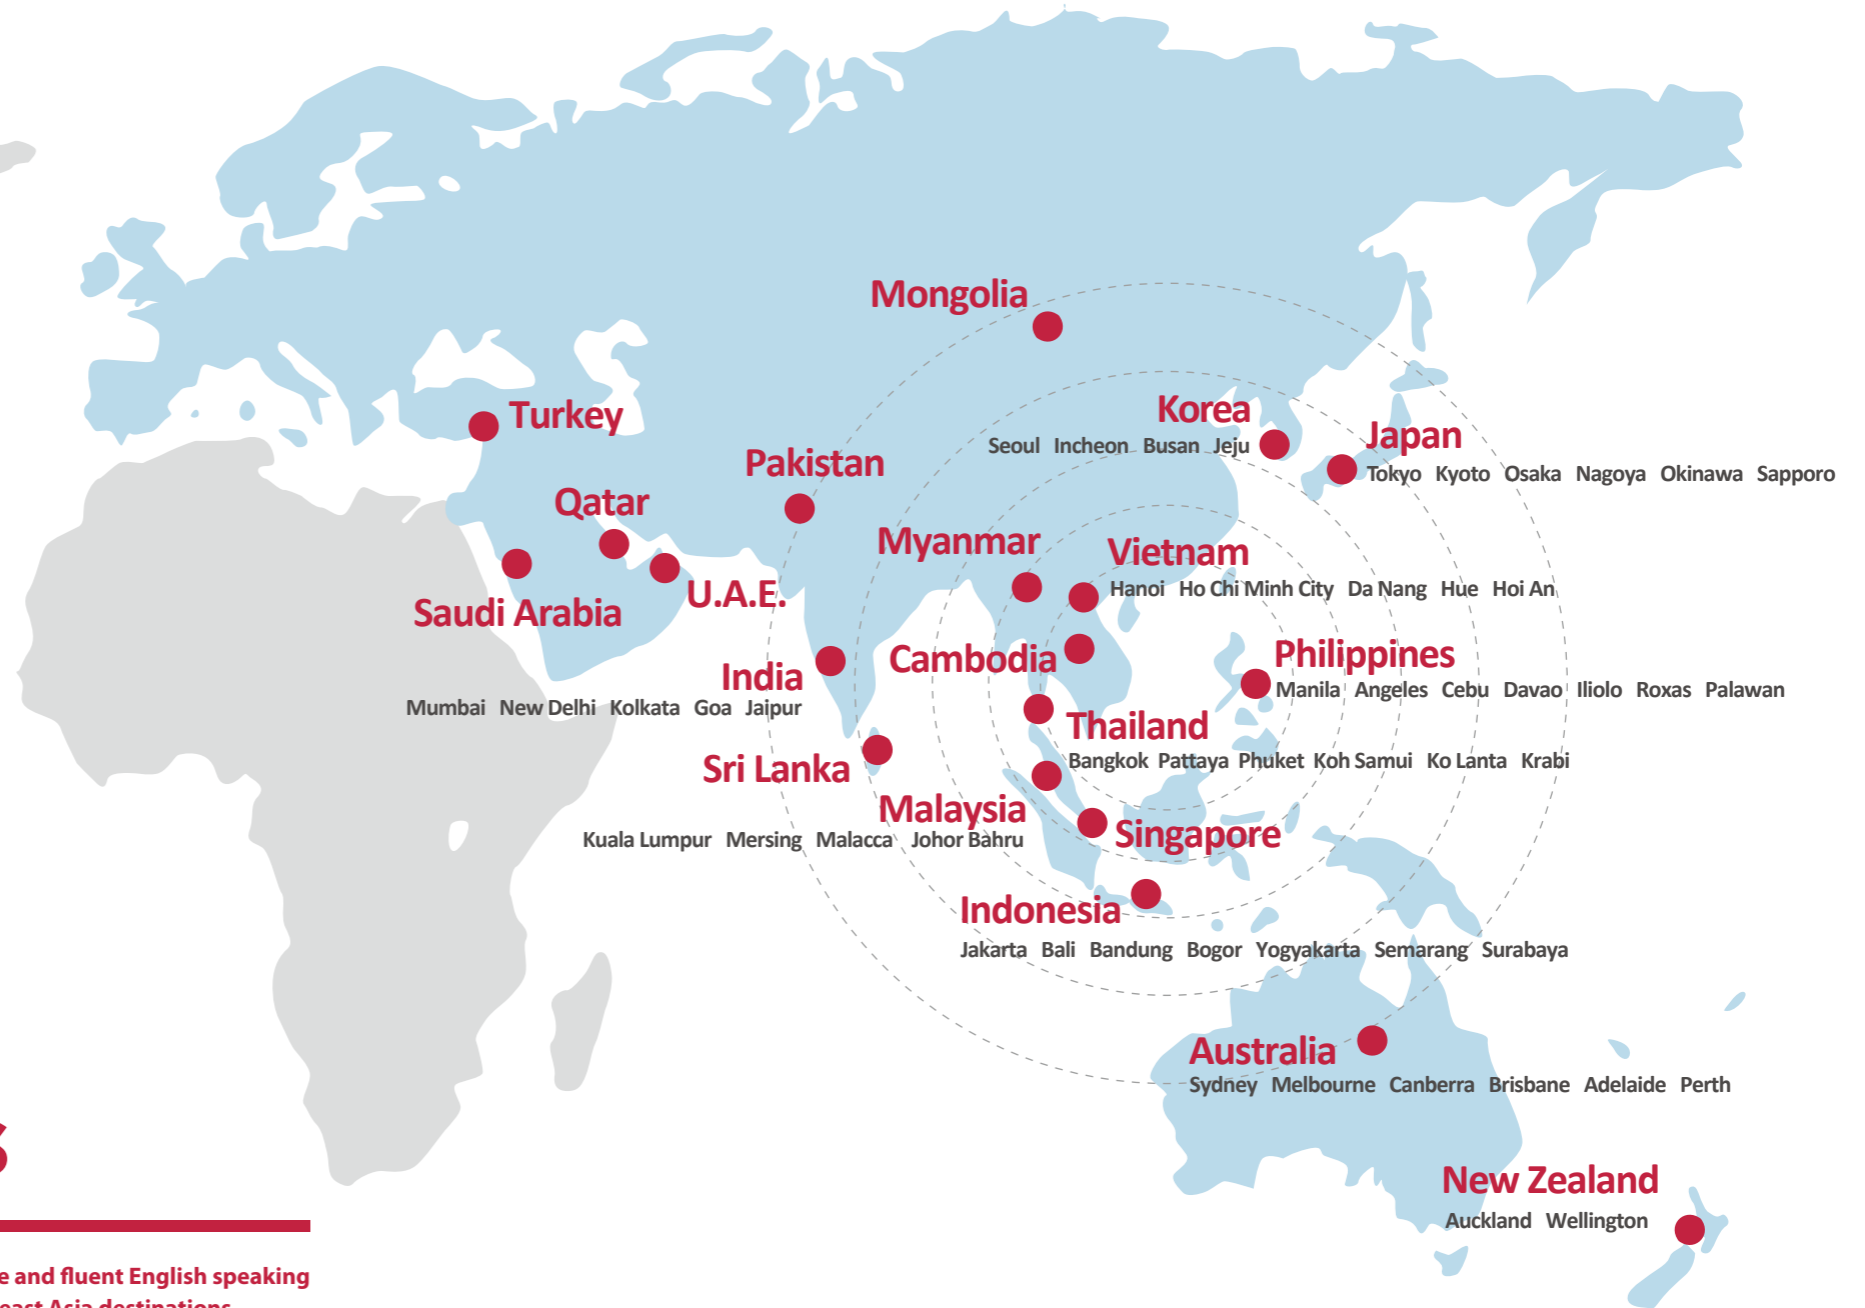 Mongolia
Korea
Seoul Incheon Busan Jeju
Japan
Tokyo Kyoto Osaka Nagoya Okinawa Sapporo
Turkey
Pakistan
Qatar
Myanmar
Vietnam
Hanoi Ho Chi Minh City Da Nang Hue Hoi An
U.A.E.
Saudi Arabia
India
Mumbai New Delhi Kolkata Goa Jaipur
Cambodia
Philippines
Manila Angeles Cebu Davao Iliolo Roxas Palawan
Thailand
Bangkok Pattaya Phuket Koh Samui Ko Lanta Krabi
Sri Lanka
Malaysia
Kuala Lumpur Mersing Malacca Johor Bahru
Singapore
Indonesia
Jakarta Bali Bandung Bogor Yogyakarta Semarang Surabaya
Australia
Sydney Melbourne Canberra Brisbane Adelaide Perth
New Zealand
Auckland Wellington
and fluent English speaking
east Asia destinations